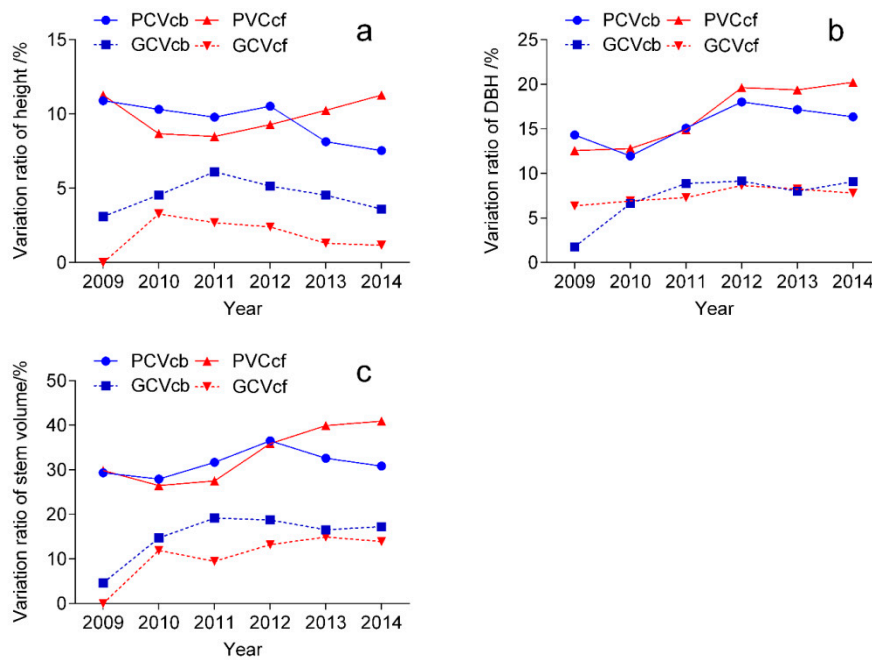 a
PCVcb PVCcf
GCVcb GCVcf
Variation ratio of height /%
15
10
5
0
2009 2010 2011 2012 2013 2014
Year
b
PCVcb PVCcf
GCVcb GCVcf
Variation ratio of DBH /%
25
20
15
10
5
0
2009 2010 2011 2012 2013 2014
Year
c
PCVcb PVCcf
GCVcb GCVcf
Variation ratio of stem volume/%
50
40
30
20
10
0
2009 2010 2011 2012 2013 2014
Year